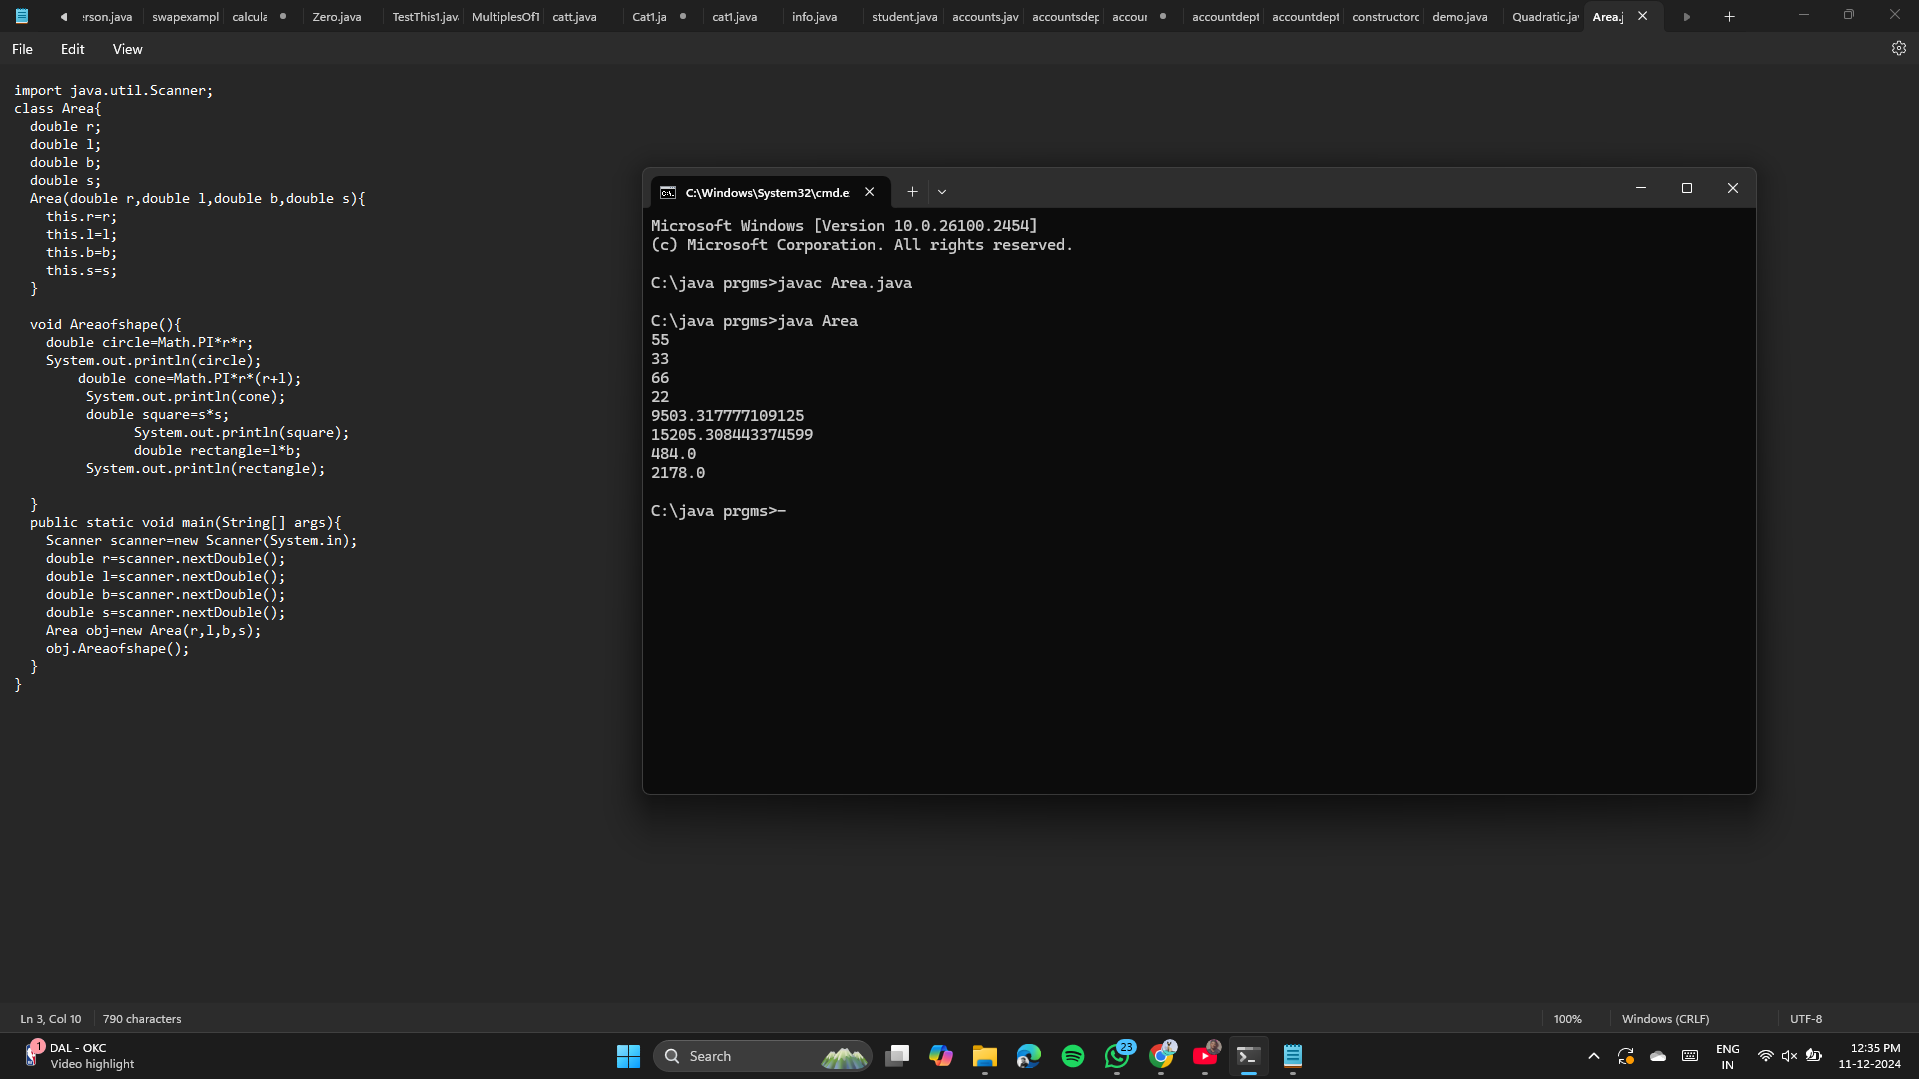 erson.java swapexampl calcula Zero.java TestThis1.java MultiplesOf1 catt.java Cat1.ja cat1.java info.java student.java accounts.jav accountsdep accour accountdept accountdept constructorc demo.java Quadratic.jav Area.j
File Edit View
import java.util.Scanner;
class Area{
  double r;
  double l;
  double b;
  double s;
  Area(double r,double l,double b,double s){
    this.r=r;
    this.l=l;
    this.b=b;
    this.s=s;
  }
  void Areaofshape(){
    double circle=Math.PI*r*r;
    System.out.println(circle);
        double cone=Math.PI*r*(r+l);
         System.out.println(cone);
         double square=s*s;
               System.out.println(square);
               double rectangle=l*b;
         System.out.println(rectangle);
  }
  public static void main(String[] args){
    Scanner scanner=new Scanner(System.in);
    double r=scanner.nextDouble();
    double l=scanner.nextDouble();
    double b=scanner.nextDouble();
    double s=scanner.nextDouble();
    Area obj=new Area(r,l,b,s);
    obj.Areaofshape();
  }
}
C:\Windows\System32\cmd.e
Microsoft Windows [Version 10.0.26100.2454]
(c) Microsoft Corporation. All rights reserved.
C:\java prgms>javac Area.java
C:\java prgms>java Area
55
33
66
22
9503.317777109125
15205.308443374599
484.0
2178.0
C:\java prgms>
Ln 3, Col 10 790 characters 100% Windows (CRLF) UTF-8
1 DAL - OKC
Video highlight
Search
23
ENG
IN
12:35 PM
11-12-2024